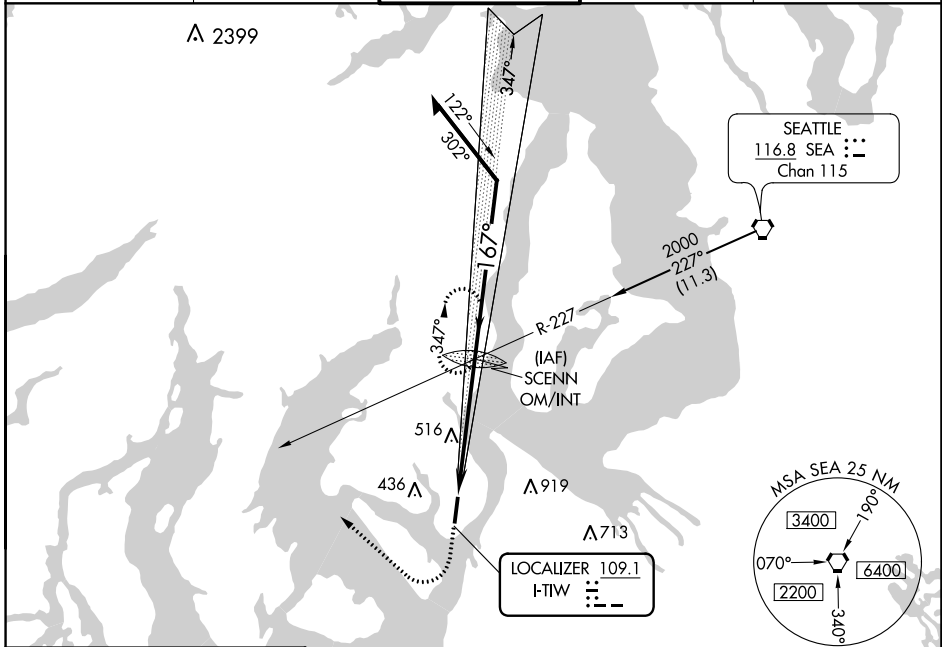 2399
347°
122°
302°
SEATTLE
116.8 SEA
Chan 115
167°
2000
227°
(11.3)
R-227
347°
(IAF)
SCENN
OM/INT
516
436
919
713
LOCALIZER 109.1
I-TIW
MSA SEA 25 NM
3400
190°
070°
6400
2200
340°